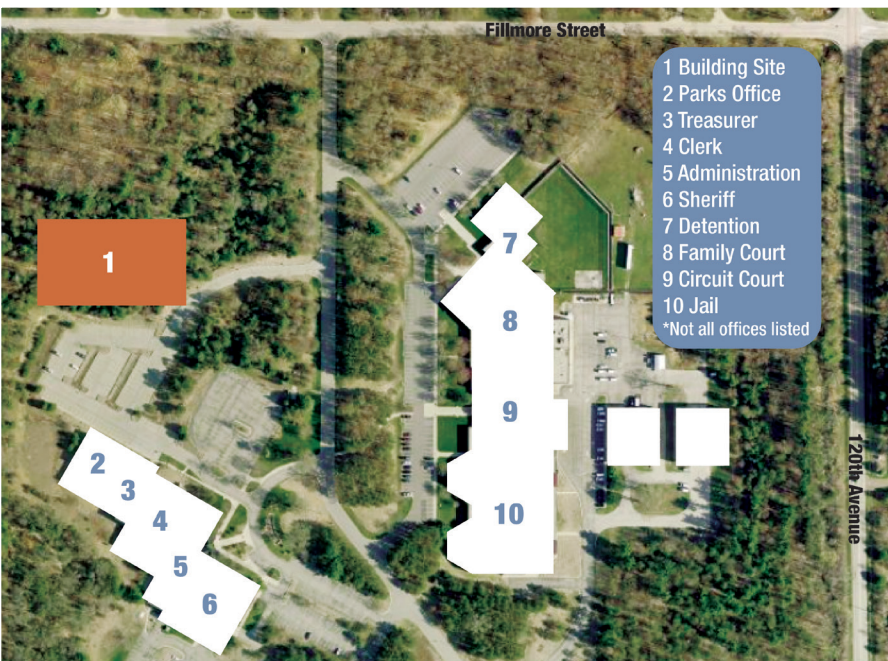 Fillmore Street
1 Building Site
2 Parks Office
3 Treasurer
4 Clerk
5 Administration
6 Sheriff
7 Detention
8 Family Court
9 Circuit Court
10 Jail
*Not all offices listed
120th Avenue
1
7
8
9
10
2
3
4
5
6